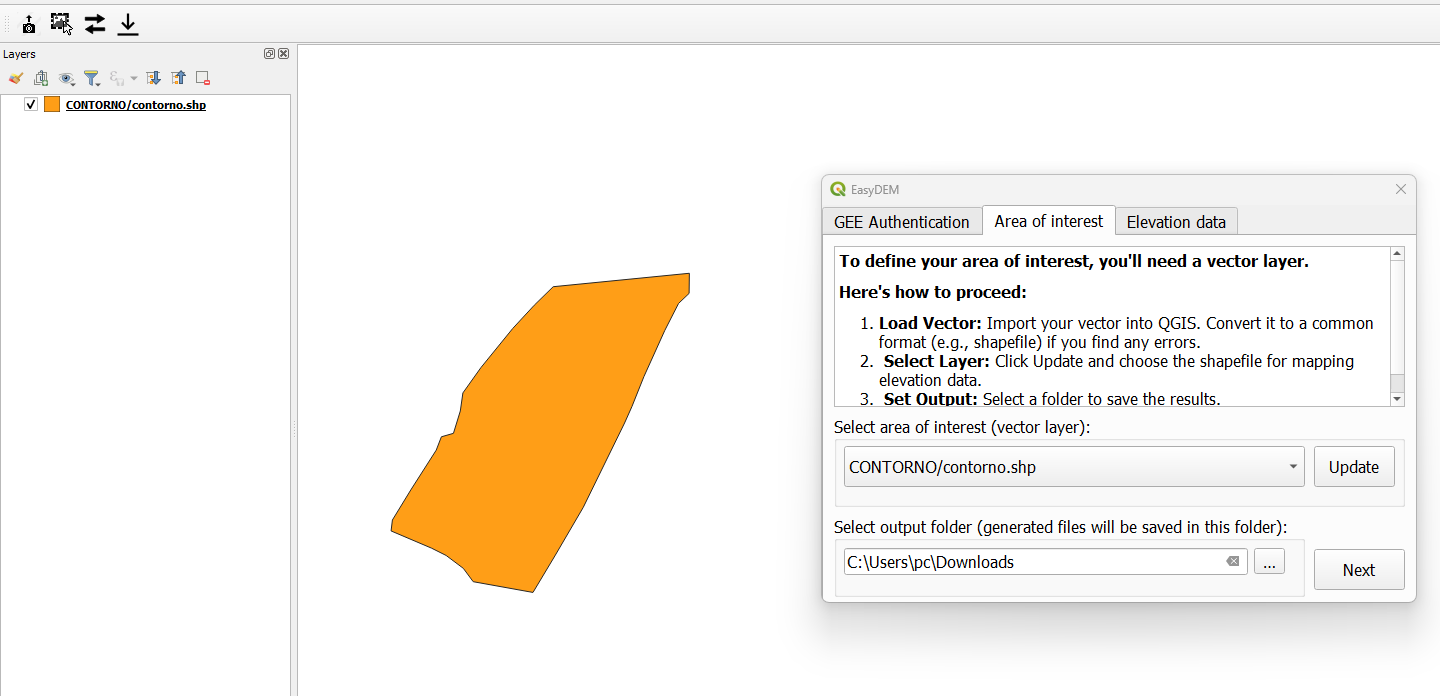 Layers
CONTORNO/contorno.shp
EasyDEM
GEE Authentication
Area of interest
Elevation data
To define your area of interest, you'll need a vector layer.
Here's how to proceed:
1. Load Vector: Import your vector into QGIS. Convert it to a common
format (e.g., shapefile) if you find any errors.
2. Select Layer: Click Update and choose the shapefile for mapping
elevation data.
3. Set Output: Select a folder to save the results.
Select area of interest (vector layer):
CONTORNO/contorno.shp
Update
Select output folder (generated files will be saved in this folder):
C:\Users\pc\Downloads
...
Next